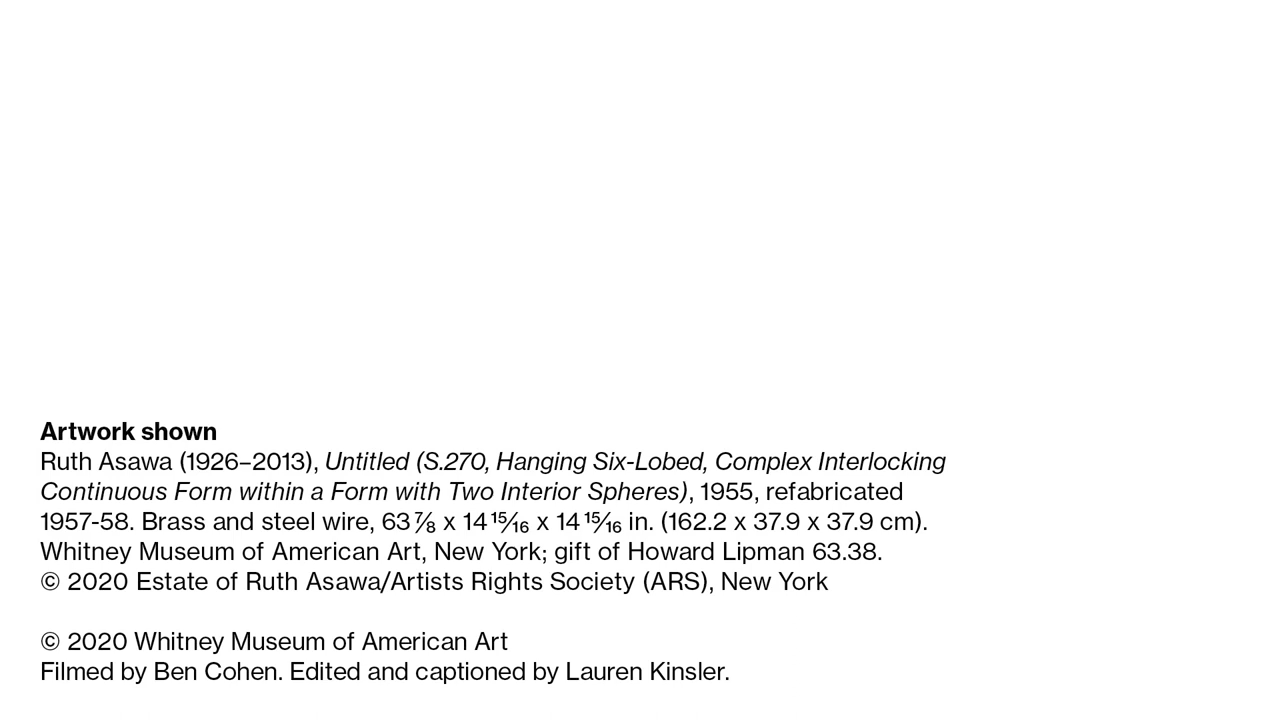 Artwork shown
Ruth Asawa (1926–2013), Untitled (S.270, Hanging Six-Lobed, Complex Interlocking
Continuous Form within a Form with Two Interior Spheres), 1955, refabricated
1957-58. Brass and steel wire, 63 7⁄8 x 14 15⁄16 x 14 15⁄16 in. (162.2 x 37.9 x 37.9 cm).
Whitney Museum of American Art, New York; gift of Howard Lipman 63.38.
© 2020 Estate of Ruth Asawa/Artists Rights Society (ARS), New York
© 2020 Whitney Museum of American Art
Filmed by Ben Cohen. Edited and captioned by Lauren Kinsler.